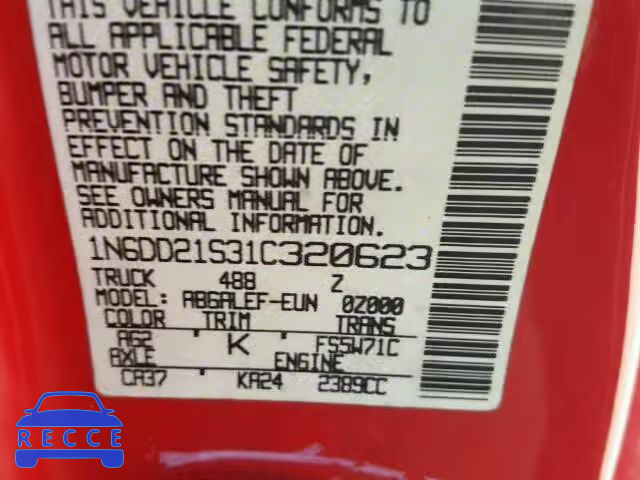 THIS VEHICLE CONFORMS TO
ALL APPLICABLE FEDERAL
MOTOR VEHICLE SAFETY,
BUMPER AND THEFT
PREVENTION STANDARDS IN
EFFECT ON THE DATE OF
MANUFACTURE SHOWN ABOVE.
SEE OWNERS MANUAL FOR
ADDITIONAL INFORMATION
1N6DD21S31C320623
TRUCK 488 Z
MODEL: AB6ALEF-EUN 0Z000
COLOR TRIM TRANS
AG2 K FS5W71C
AXLE ENGINE
CA37 KA24 2389CC
RECCE